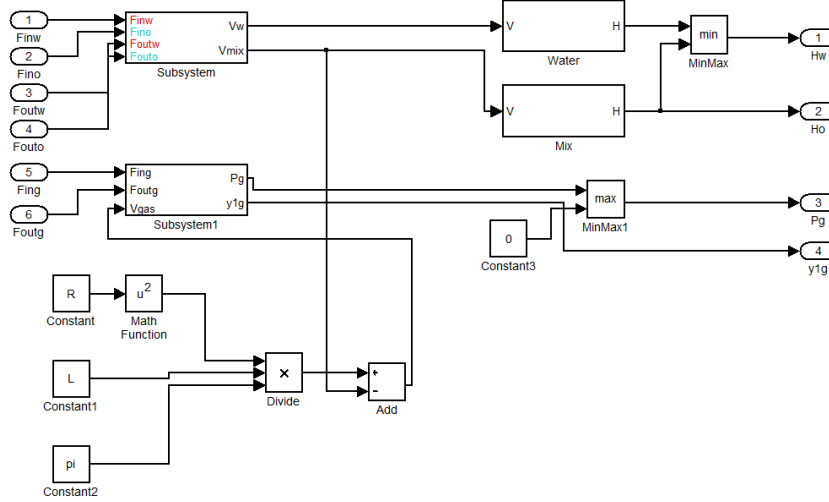 1
Finw
2
Fino
3
Foutw
4
Fouto
Finw
Fino
Foutw
Fouto
Vw
Vmix
Subsystem
V
H
Water
V
H
Mix
min
MinMax
1
Hw
2
Ho
5
Fing
6
Foutg
Fing
Foutg
Vgas
Pg
y1g
Subsystem1
max
MinMax1
0
Constant3
3
Pg
4
y1g
R
Constant
u²
Math
Function
L
Constant1
×
Divide
+
−
Add
pi
Constant2